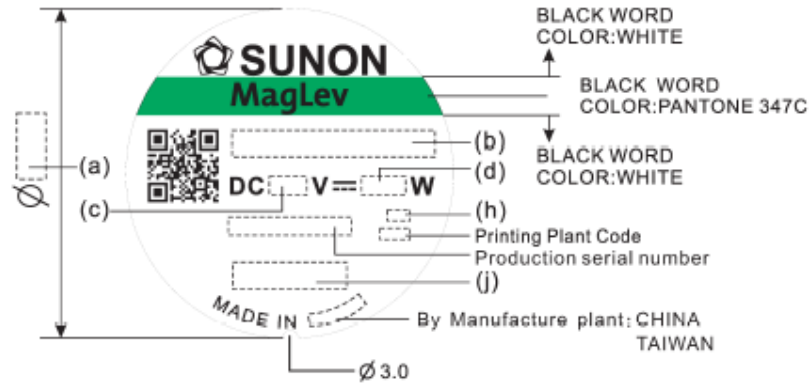 BLACK WORD
COLOR:WHITE
SUNON
MagLev
BLACK WORD
COLOR:PANTONE 347C
(b)
BLACK WORD
COLOR:WHITE
(a)
Ø
(d)
DC V W
(c)
(h)
Printing Plant Code
Production serial number
(j)
MADE IN
By Manufacture plant: CHINA
TAIWAN
Ø 3.0